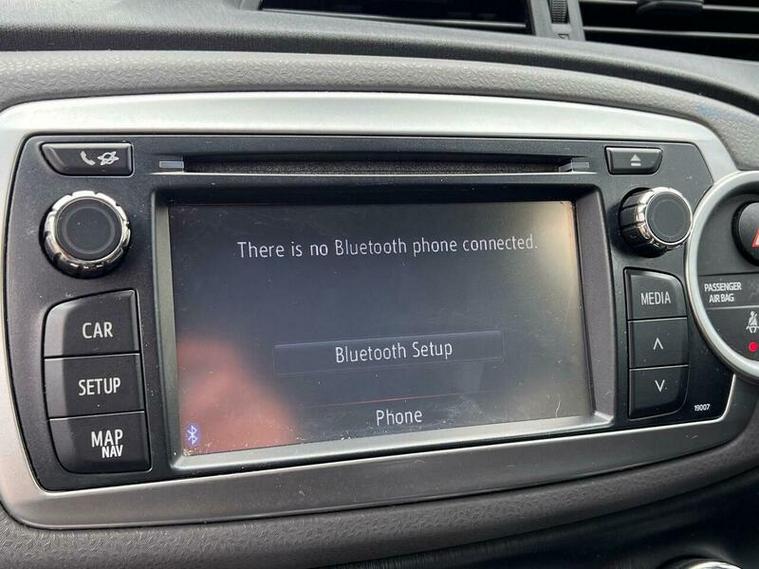 There is no Bluetooth phone connected.
Bluetooth Setup
Phone
CAR
SETUP
MAP
NAV
MEDIA
19007
PASSENGER
AIR BAG